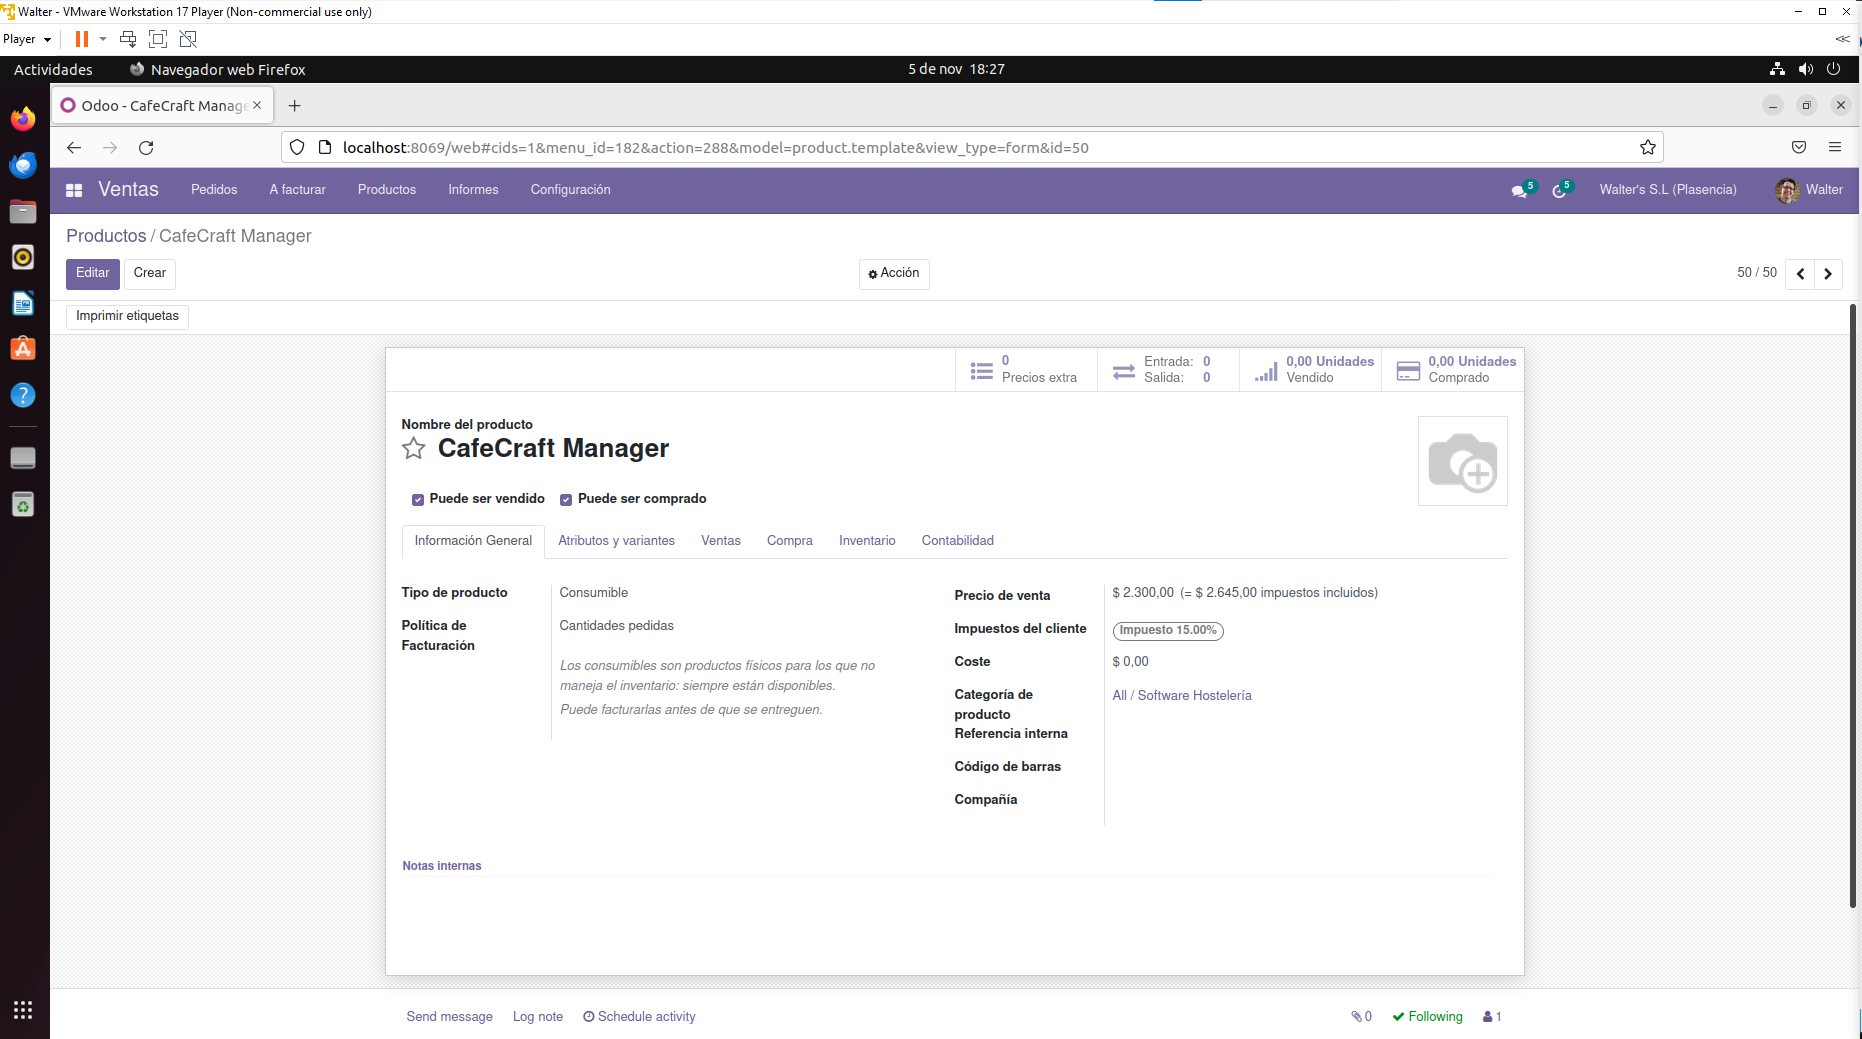 Walter - VMware Workstation 17 Player (Non-commercial use only)
Player
Actividades
Navegador web Firefox
5 de nov 18:27
Odoo - CafeCraft Manage
localhost:8069/web#cids=1&menu_id=182&action=288&model=product.template&view_type=form&id=50
Ventas
Pedidos
A facturar
Productos
Informes
Configuración
5
5
Walter's S.L (Plasencia)
Walter
Productos / CafeCraft Manager
Editar
Crear
Acción
50 / 50
Imprimir etiquetas
0
Precios extra
Entrada: 0
Salida: 0
0,00 Unidades
Vendido
0,00 Unidades
Comprado
Nombre del producto
CafeCraft Manager
Puede ser vendido
Puede ser comprado
Información General
Atributos y variantes
Ventas
Compra
Inventario
Contabilidad
Tipo de producto
Consumible
Política de
Facturación
Cantidades pedidas
Los consumibles son productos físicos para los que no
maneja el inventario: siempre están disponibles.
Puede facturarlas antes de que se entreguen.
Precio de venta
$ 2.300,00 (= $ 2.645,00 impuestos incluidos)
Impuestos del cliente
Impuesto 15.00%
Coste
$ 0,00
Categoría de
producto
All / Software Hostelería
Referencia interna
Código de barras
Compañía
Notas internas
Send message
Log note
Schedule activity
0
Following
1